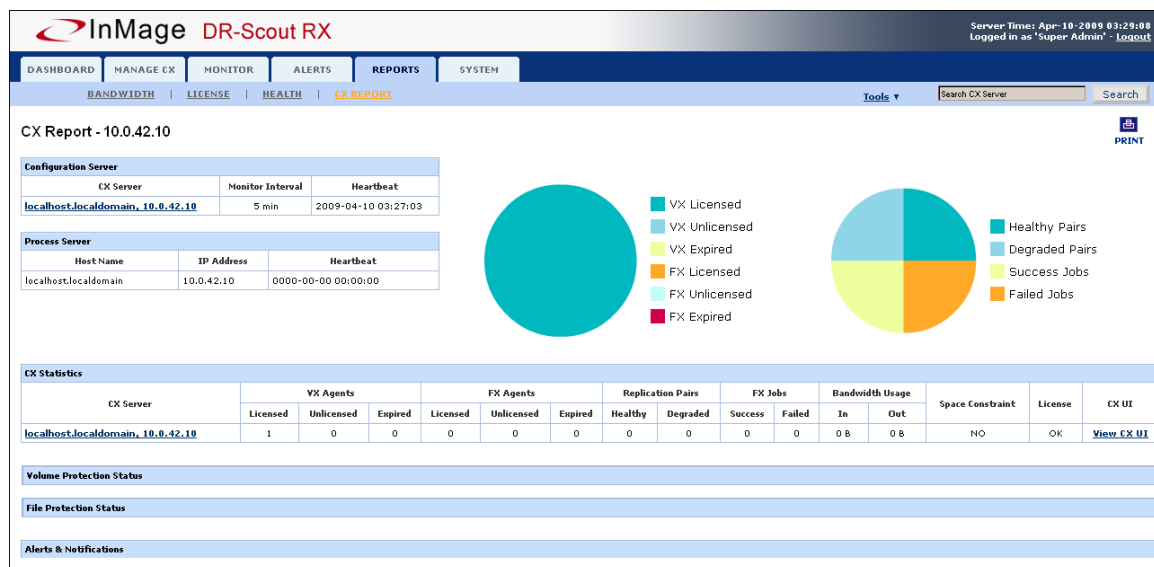 InMage DR-Scout RX
Server Time: Apr-10-2009 03:29:08
Logged in as 'Super Admin' - Logout
DASHBOARD MANAGE CX MONITOR ALERTS REPORTS SYSTEM
BANDWIDTH | LICENSE | HEALTH | CX REPORT
Tools ▼ Search CX Server Search
CX Report - 10.0.42.10
PRINT
Configuration Server
CX Server Monitor Interval Heartbeat
localhost.localdomain, 10.0.42.10 5 min 2009-04-10 03:27:03
Process Server
Host Name IP Address Heartbeat
localhost.localdomain 10.0.42.10 0000-00-00 00:00:00
VX Licensed
VX Unlicensed
VX Expired
FX Licensed
FX Unlicensed
FX Expired
Healthy Pairs
Degraded Pairs
Success Jobs
Failed Jobs
CX Statistics
CX Server VX Agents FX Agents Replication Pairs FX Jobs Bandwidth Usage Space Constraint License CX UI
Licensed Unlicensed Expired Licensed Unlicensed Expired Healthy Degraded Success Failed In Out
localhost.localdomain, 10.0.42.10 1 0 0 0 0 0 0 0 0 0 0 B 0 B NO OK View CX UI
Volume Protection Status
File Protection Status
Alerts & Notifications